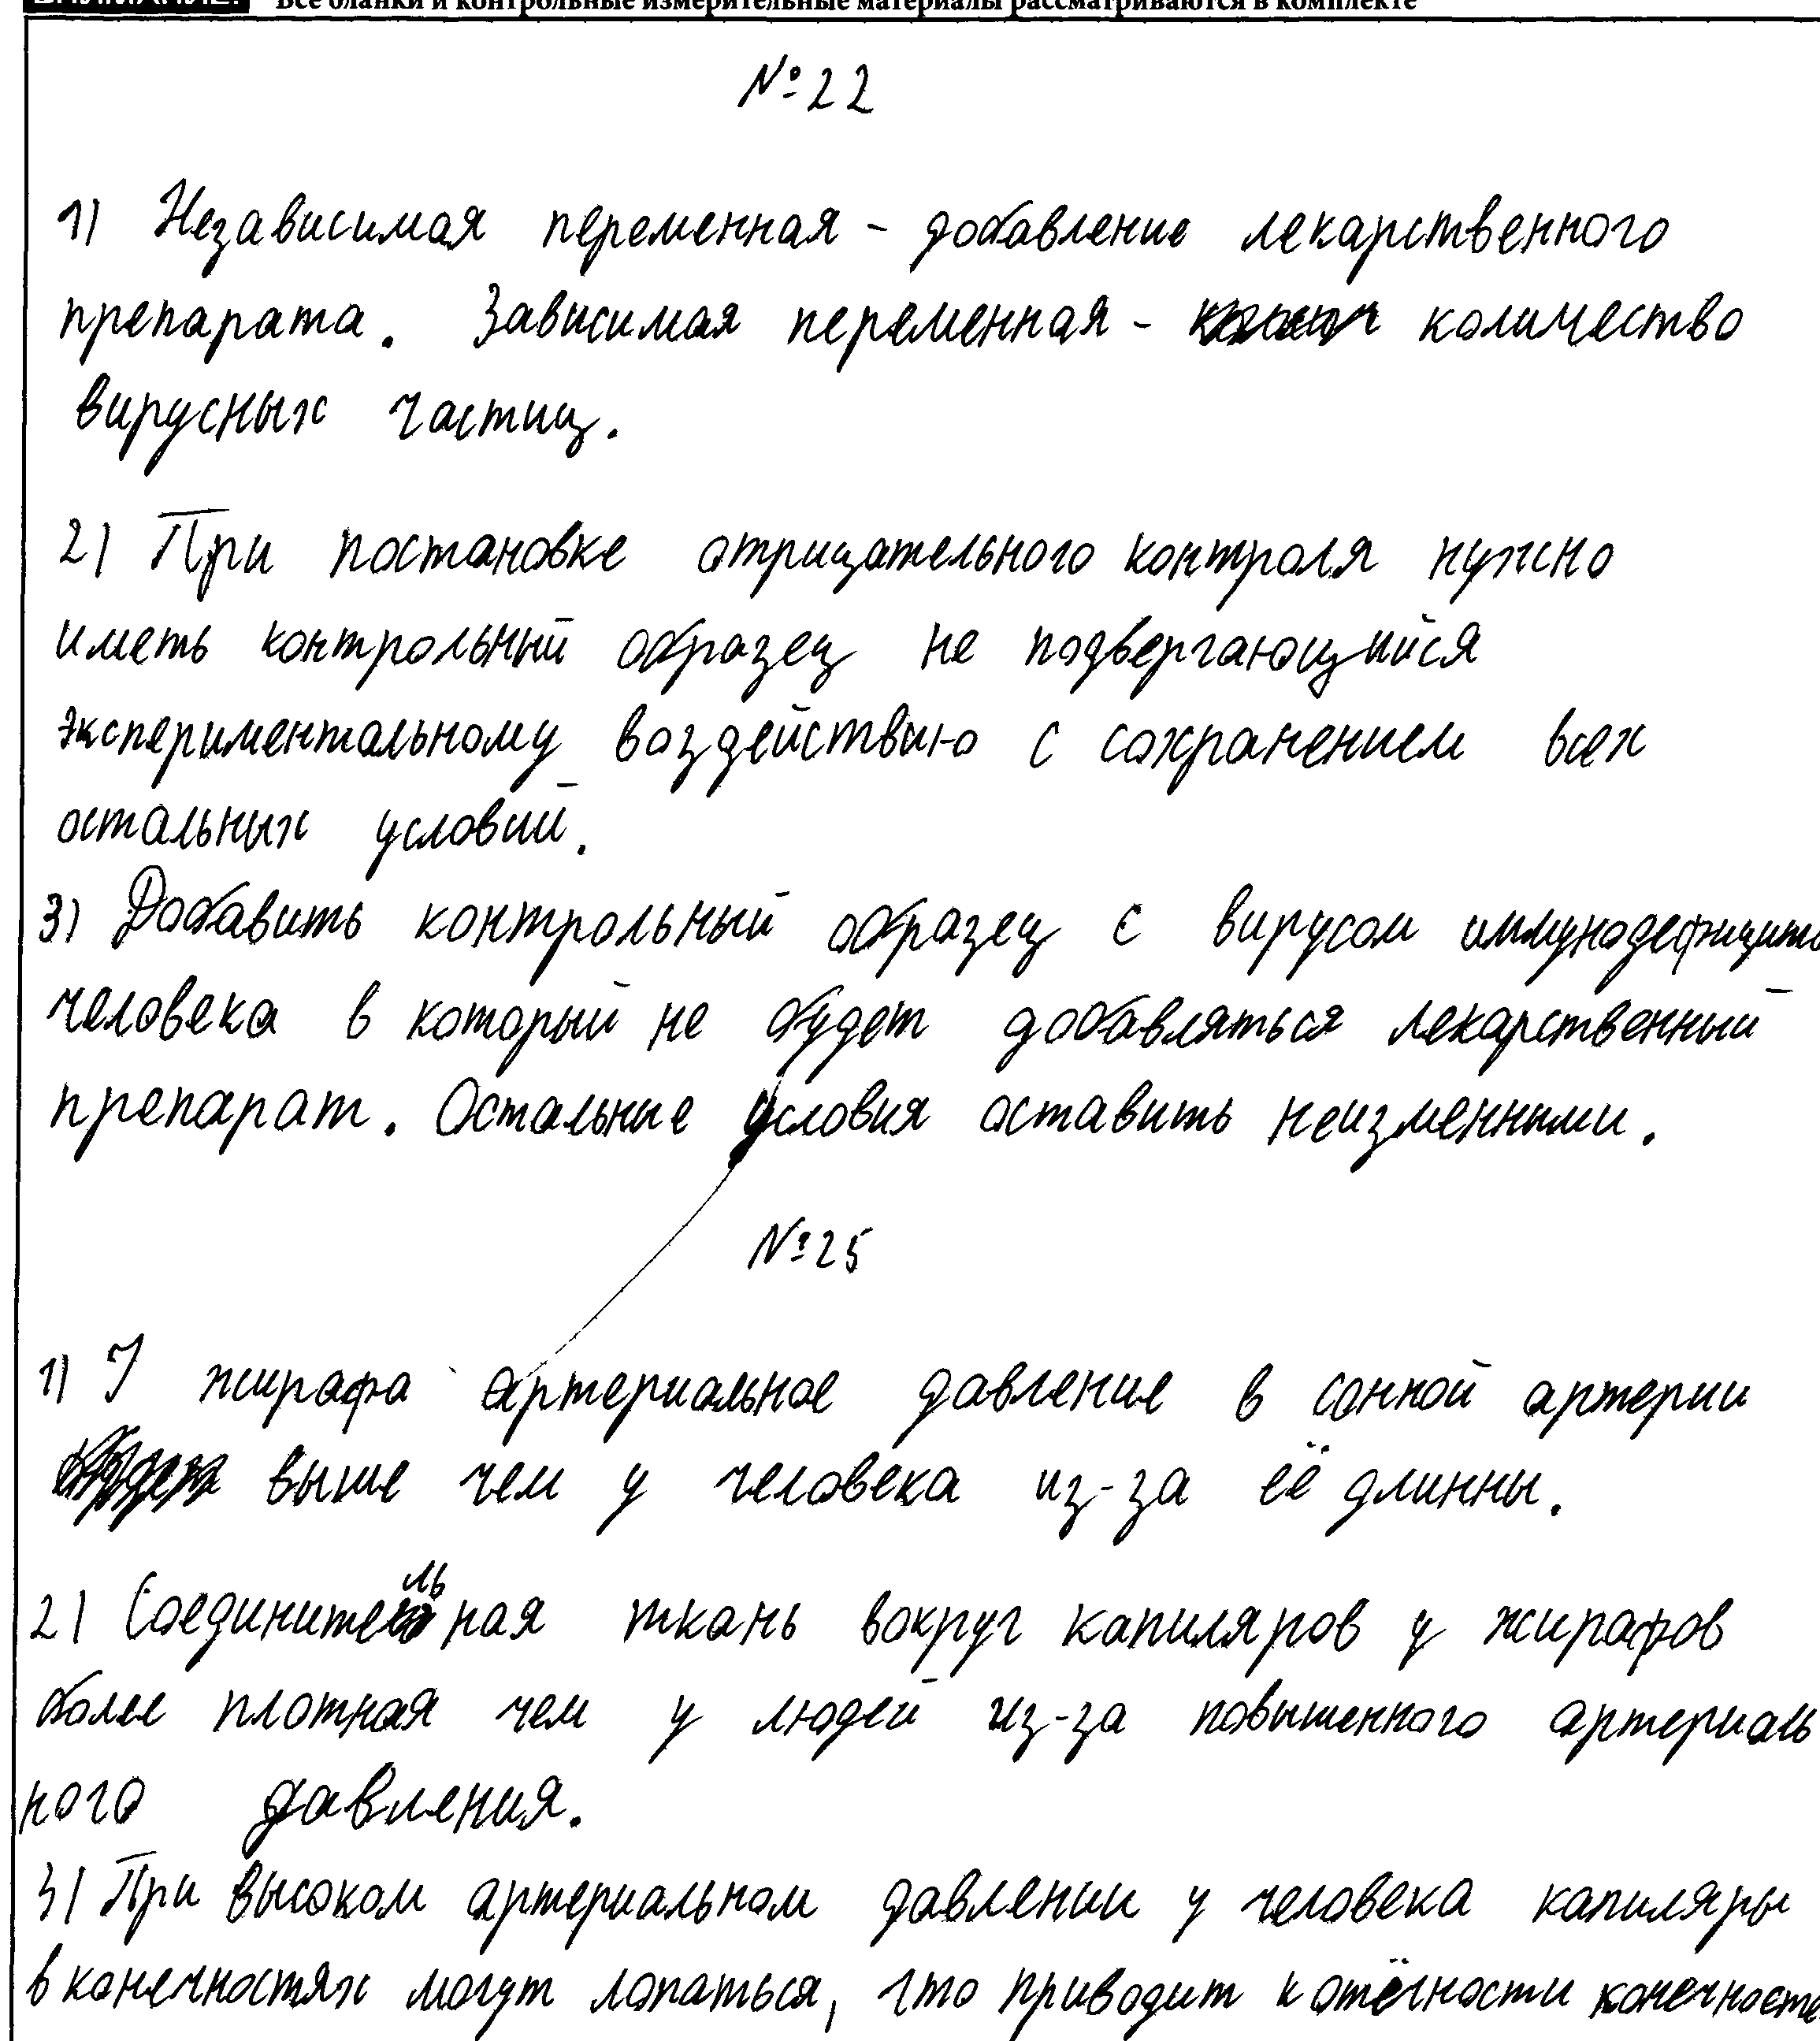 Все бланки и контрольные измерительные материалы рассматриваются в комплекте
№22
1) Независимая переменная - добавление лекарственного
препарата. Зависимая переменная - количество
вирусных частиц.
2) При постановке отрицательного контроля нужно
иметь контрольный образец не подвергающийся
экспериментальному воздействию с сохранением всех
остальных условий.
3) Добавить контрольный образец с вирусом иммунодефицита
человека в который не будет добавляться лекарственный
препарат. Остальные условия оставить неизменными.
№25
1) У жирафа артериальное давление в сонной артерии
выше чем у человека из-за её длинны.
2) Соединительная ткань вокруг капиляров у жирафов
более плотная чем у людей из-за повышенного артериаль
ного давления.
3) При высоком артериальном давлении у человека капиляры
в конечностях могут лопаться, что приводит к отёчности конечносте